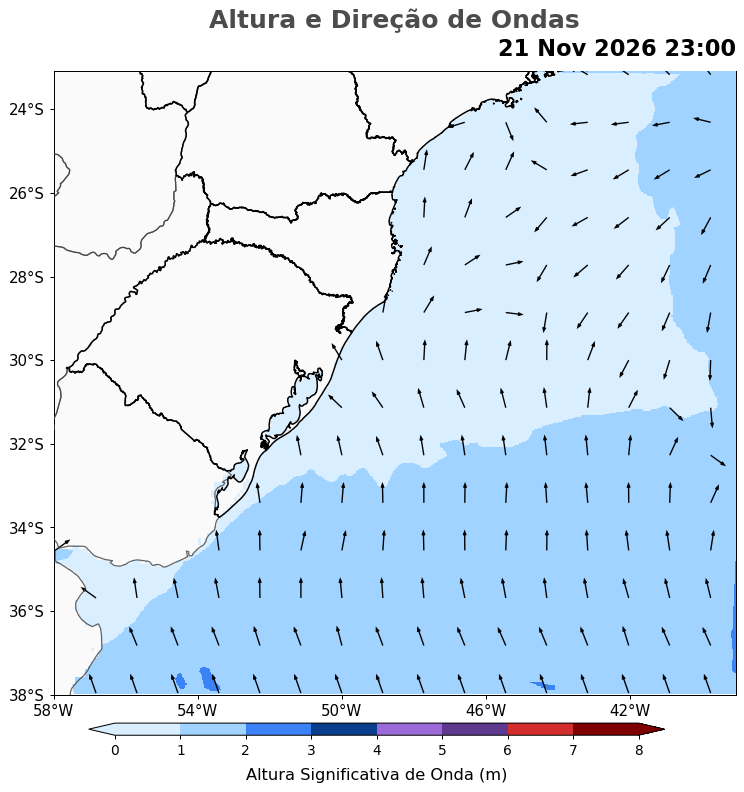 Altura e Direção de Ondas
21 Nov 2026 23:00
24°S
26°S
28°S
30°S
32°S
34°S
36°S
38°S
58°W 54°W 50°W 46°W 42°W
0 1 2 3 4 5 6 7 8
Altura Significativa de Onda (m)